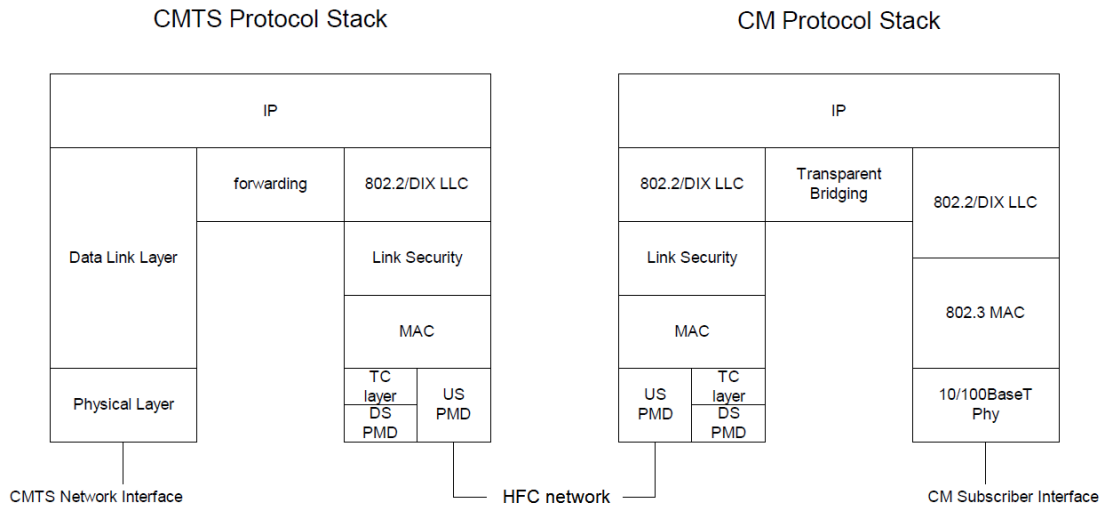 CMTS Protocol Stack
CM Protocol Stack
IP
IP
Data Link Layer
forwarding
802.2/DIX LLC
802.2/DIX LLC
Transparent
Bridging
802.2/DIX LLC
Link Security
Link Security
MAC
MAC
802.3 MAC
Physical Layer
TC
layer
DS
PMD
US
PMD
US
PMD
TC
layer
DS
PMD
10/100BaseT
Phy
CMTS Network Interface
HFC network
CM Subscriber Interface